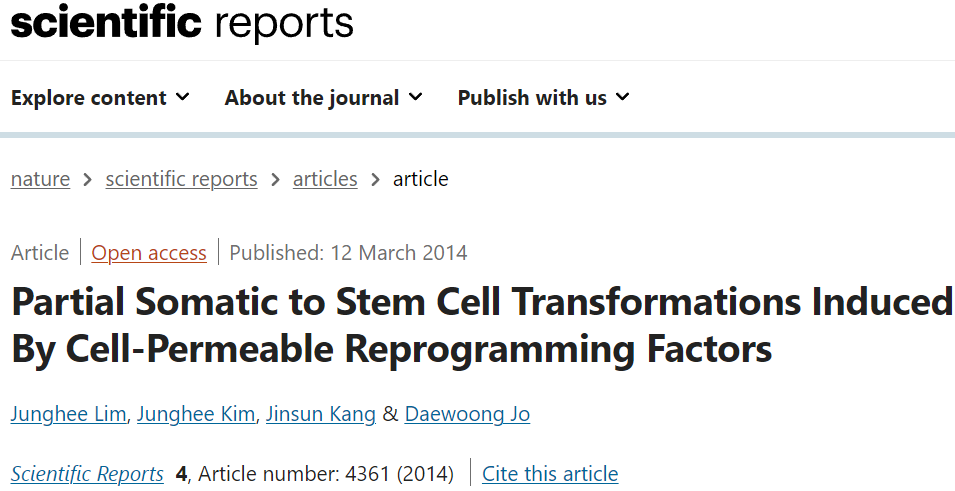 scientific reports
Explore content About the journal Publish with us
nature > scientific reports > articles > article
Article | Open access | Published: 12 March 2014
Partial Somatic to Stem Cell Transformations Induced
By Cell-Permeable Reprogramming Factors
Junghee Lim, Junghee Kim, Jinsun Kang & Daewoong Jo
Scientific Reports 4, Article number: 4361 (2014) | Cite this article